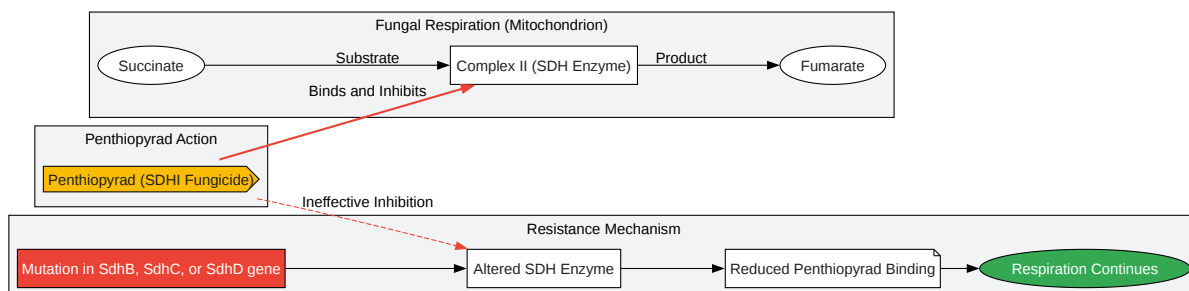 Fungal Respiration (Mitochondrion)
Succinate
Substrate
Complex II (SDH Enzyme)
Product
Fumarate
Binds and Inhibits
Penthiopyrad Action
Penthiopyrad (SDHI Fungicide)
Ineffective Inhibition
Resistance Mechanism
Mutation in SdhB, SdhC, or SdhD gene
Altered SDH Enzyme
Reduced Penthiopyrad Binding
Respiration Continues